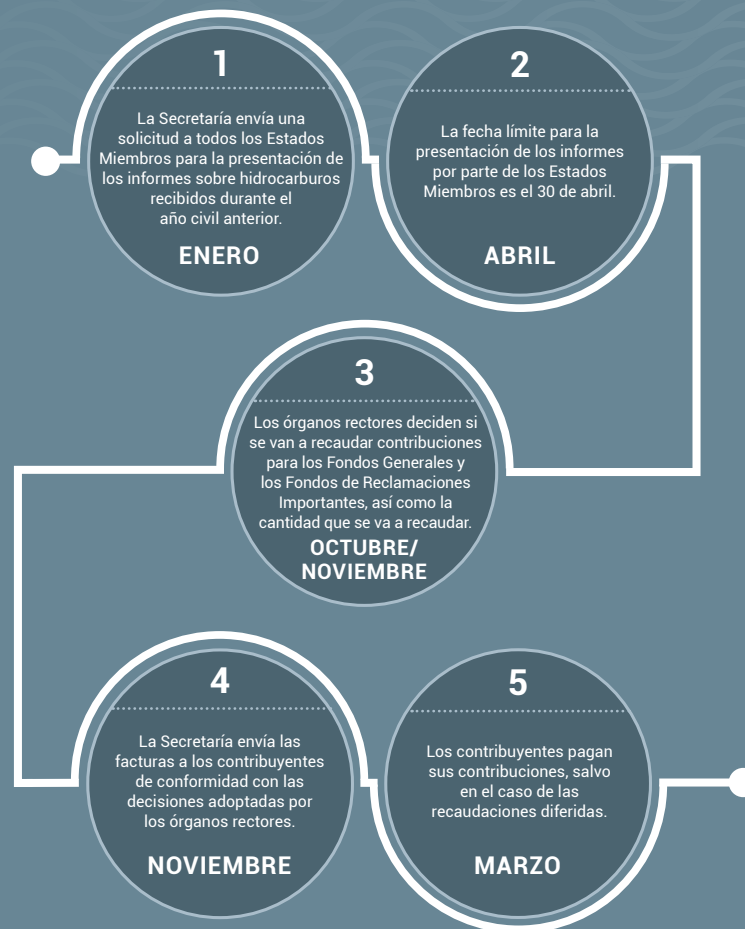 1
La Secretaría envía una
solicitud a todos los Estados
Miembros para la presentación de
los informes sobre hidrocarburos
recibidos durante el
año civil anterior.
ENERO
2
La fecha límite para la
presentación de los informes
por parte de los Estados
Miembros es el 30 de abril.
ABRIL
3
Los órganos rectores deciden si
se van a recaudar contribuciones
para los Fondos Generales y
los Fondos de Reclamaciones
Importantes, así como la
cantidad que se va a recaudar.
OCTUBRE/
NOVIEMBRE
4
La Secretaría envía las
facturas a los contribuyentes
de conformidad con las
decisiones adoptadas por
los órganos rectores.
NOVIEMBRE
5
Los contribuyentes pagan
sus contribuciones, salvo
en el caso de las
recaudaciones diferidas.
MARZO